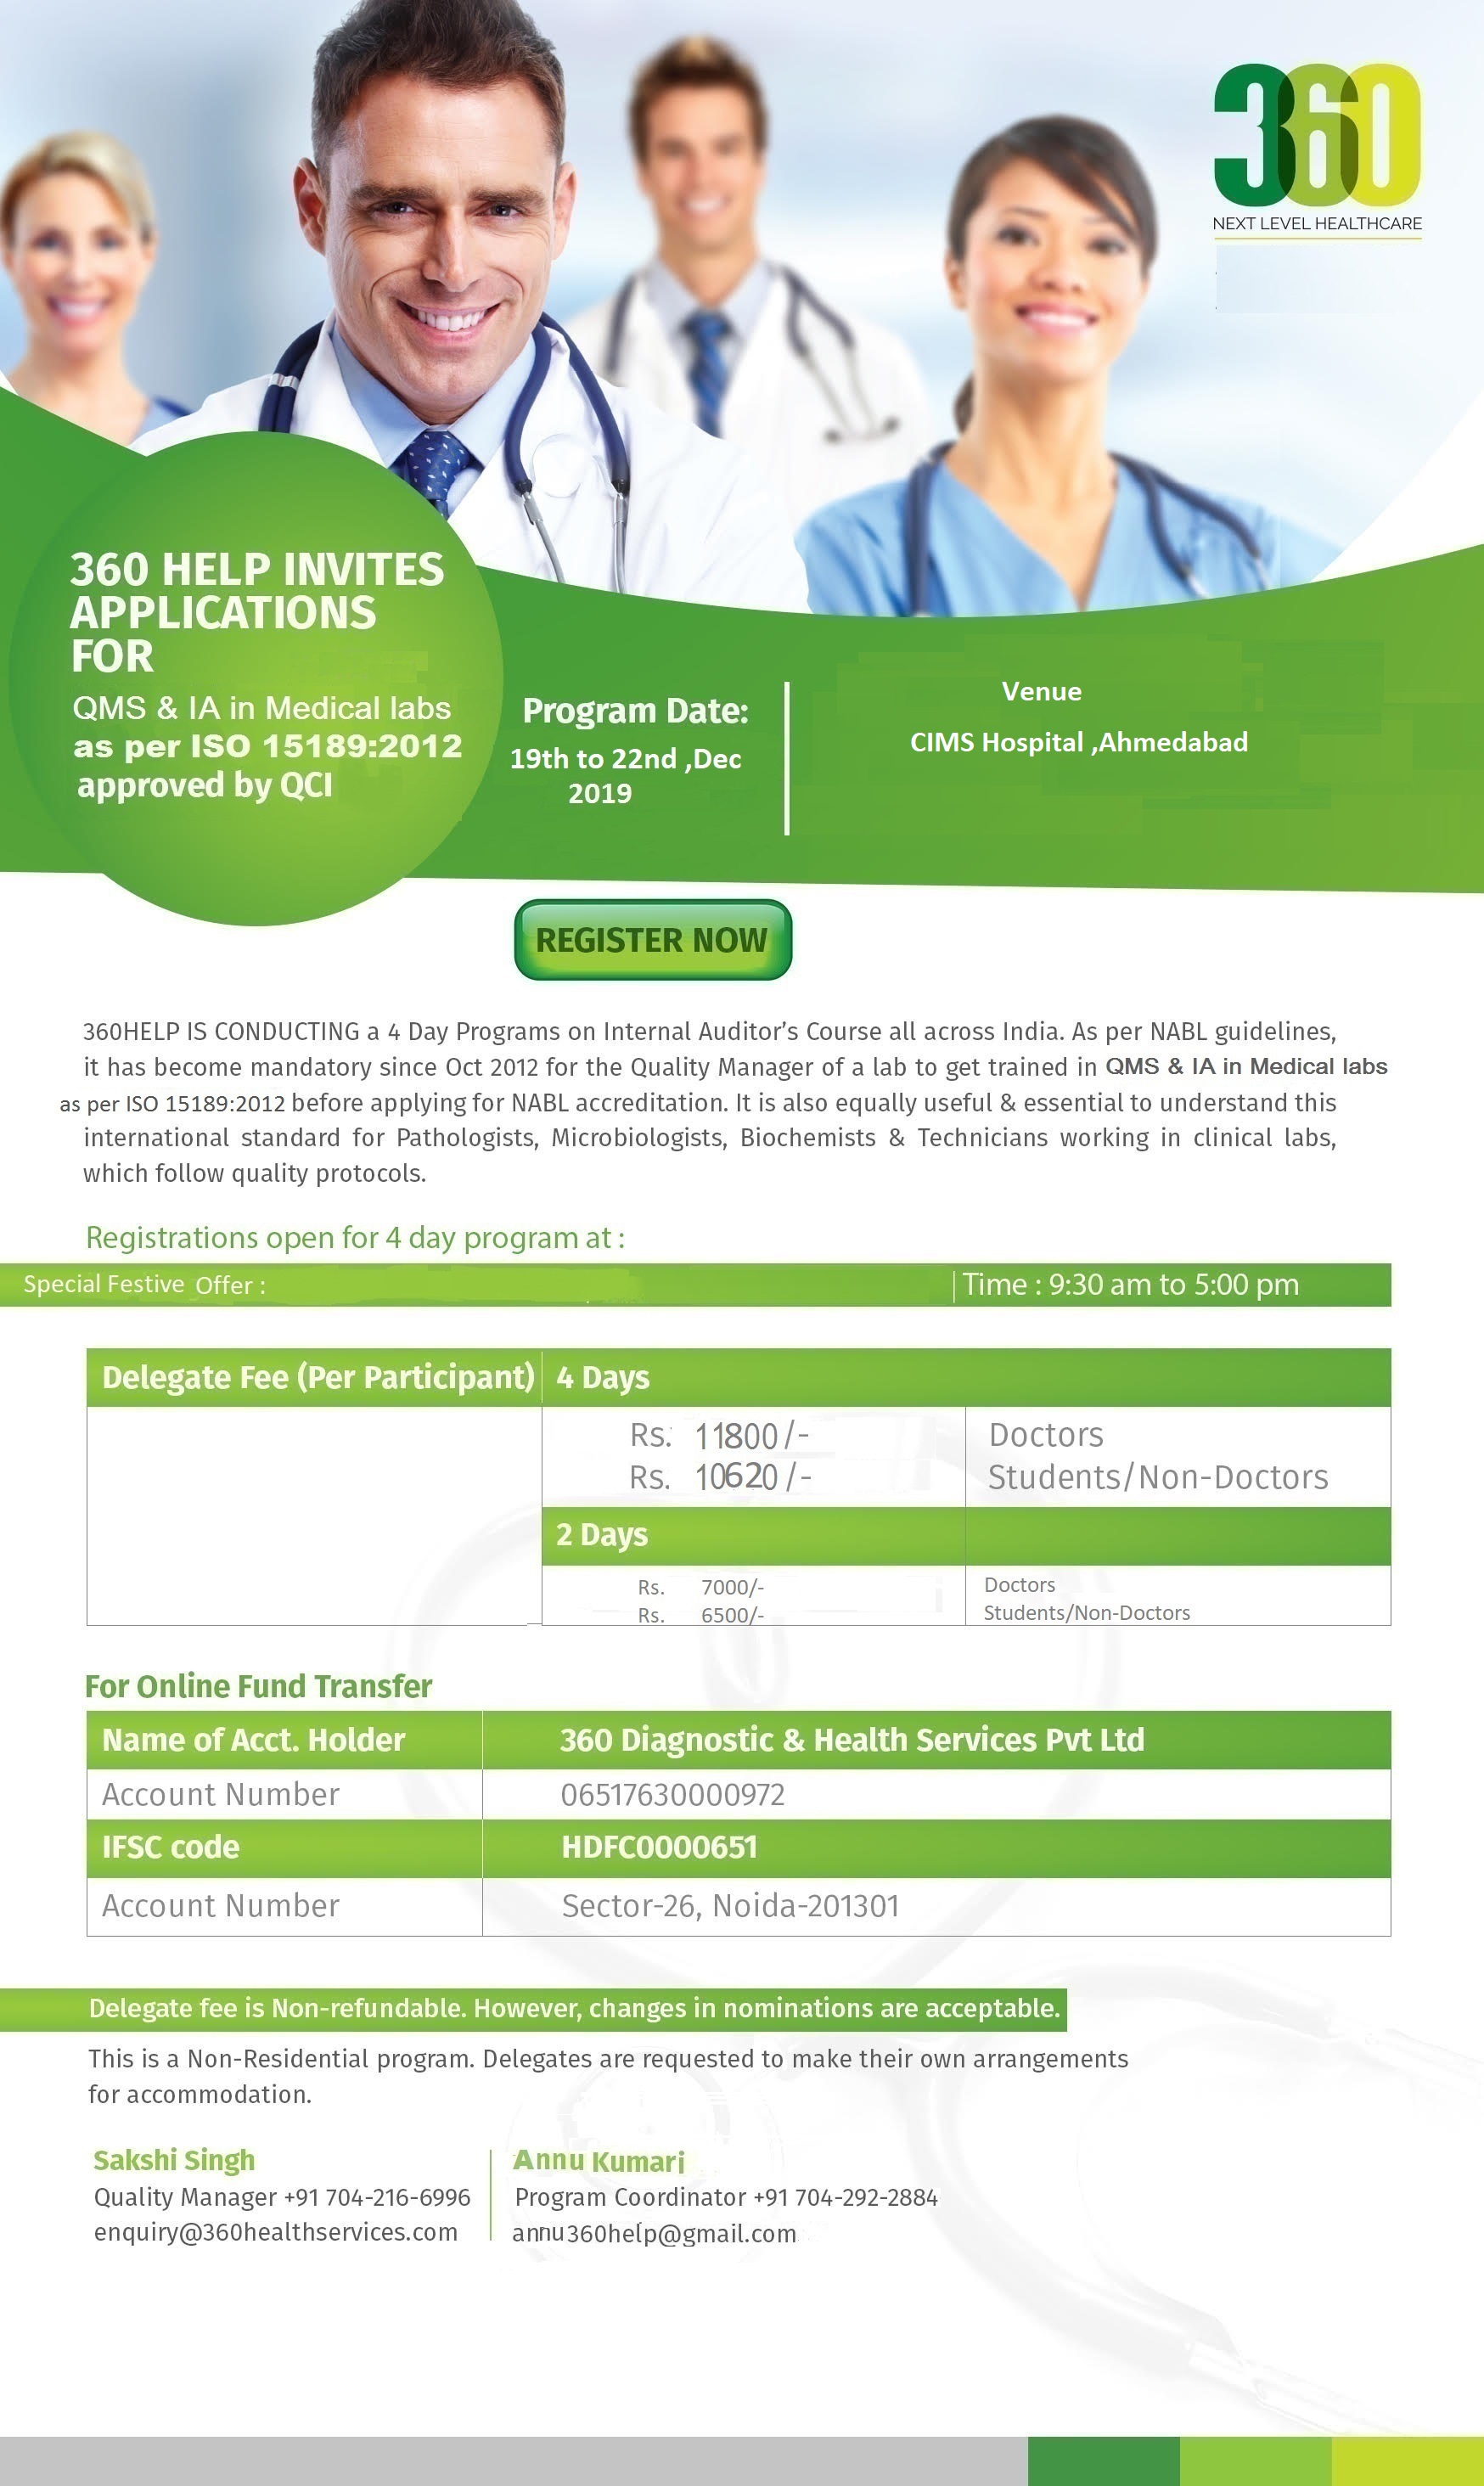 360
NEXT LEVEL HEALTHCARE
360 HELP INVITES
APPLICATIONS
FOR
QMS & IA in Medical labs
as per ISO 15189:2012
approved by QCI
Program Date:
19th to 22nd ,Dec
2019
Venue
CIMS Hospital ,Ahmedabad
REGISTER NOW
360HELP IS CONDUCTING a 4 Day Programs on Internal Auditor’s Course all across India. As per NABL guidelines,
it has become mandatory since Oct 2012 for the Quality Manager of a lab to get trained in QMS & IA in Medical labs
as per ISO 15189:2012 before applying for NABL accreditation. It is also equally useful & essential to understand this
international standard for Pathologists, Microbiologists, Biochemists & Technicians working in clinical labs,
which follow quality protocols.
Registrations open for 4 day program at :
Special Festive Offer : Time : 9:30 am to 5:00 pm
Delegate Fee (Per Participant) 4 Days
Rs. 11800/- Doctors
Rs. 10620/- Students/Non-Doctors
2 Days
Rs. 7000/- Doctors
Rs. 6500/- Students/Non-Doctors
For Online Fund Transfer
Name of Acct. Holder 360 Diagnostic & Health Services Pvt Ltd
Account Number 06517630000972
IFSC code HDFC0000651
Account Number Sector-26, Noida-201301
Delegate fee is Non-refundable. However, changes in nominations are acceptable.
This is a Non-Residential program. Delegates are requested to make their own arrangements
for accommodation.
Sakshi Singh
Quality Manager +91 704-216-6996
enquiry@360healthservices.com
Annu Kumari
Program Coordinator +91 704-292-2884
annu360help@gmail.com